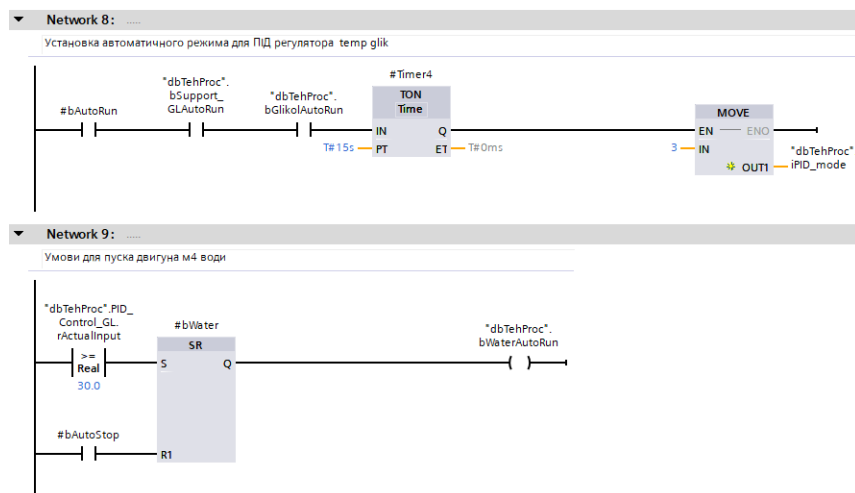 Network 8: .....
Установка автоматичного режима для ПІД регулятора temp glik
#Timer4
"dbTehProc".
bSupport_
GLAutoRun
"dbTehProc".
bGlikolAutoRun
#bAutoRun
TON
Time
MOVE
IN
Q
EN
ENO
T#15s
PT
ET
T#0ms
3
IN
"dbTehProc"
iPID_mode
OUT1
Network 9: .....
Умови для пуска двигуна м4 води
"dbTehProc".PID_
Control_GL.
rActualInput
#bWater
"dbTehProc".
bWaterAutoRun
SR
>=
Real
S
Q
30.0
#bAutoStop
R1